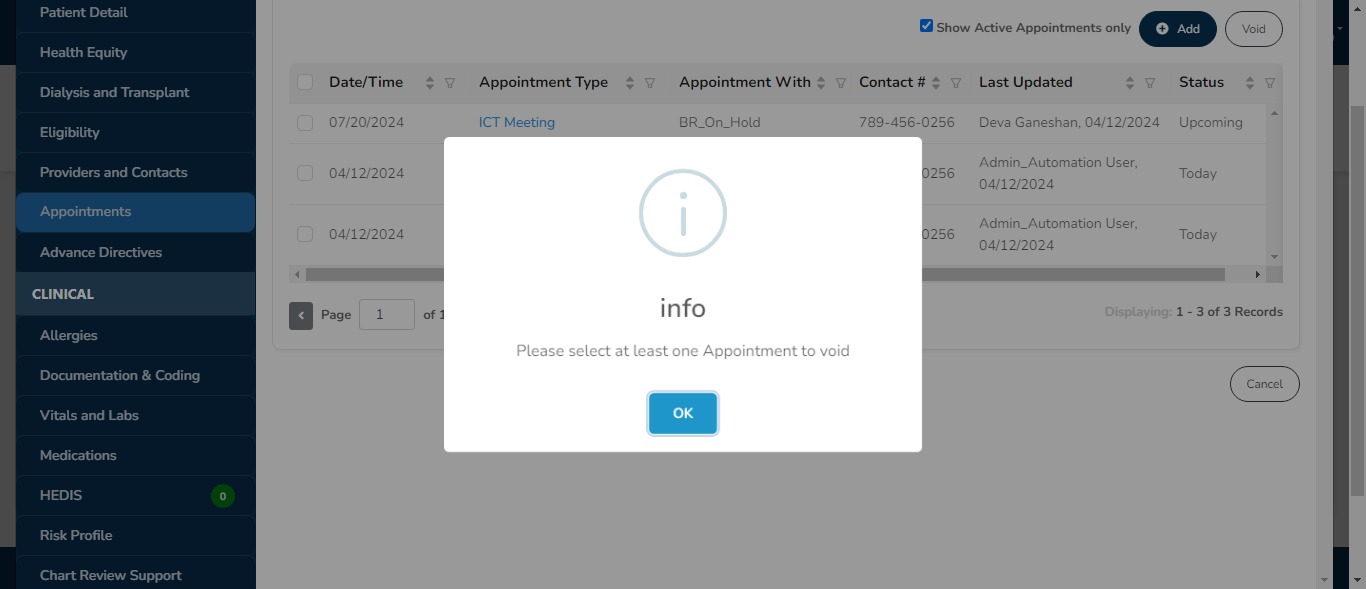 Patient Detail
Health Equity
Dialysis and Transplant
Eligibility
Providers and Contacts
Appointments
Advance Directives
CLINICAL
Allergies
Documentation & Coding
Vitals and Labs
Medications
HEDIS 0
Risk Profile
Chart Review Support
Show Active Appointments only Add Void
Date/Time Appointment Type Appointment With Contact # Last Updated Status
07/20/2024 ICT Meeting BR_On_Hold 789-456-0256 Deva Ganeshan, 04/12/2024 Upcoming
04/12/2024 0256 Admin_Automation User, 04/12/2024 Today
04/12/2024 0256 Admin_Automation User, 04/12/2024 Today
Page 1 of 1 Displaying: 1 - 3 of 3 Records
Cancel
info
Please select at least one Appointment to void
OK